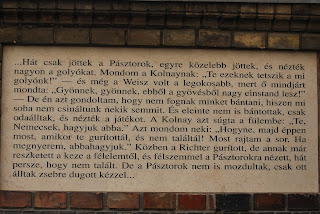 ...Hát csak jöttek a Pásztorok, egyre közelebb jöttek, és nézték
nagyon a golyókat. Mondom a Kolnaynak: „Te ezeknek tetszik a mi
golyónk!” — és még a Weisz volt a legokosabb, mert ő mindjárt
mondta: „Gyönnek, gyönnek, ebből a gyövésből nagy einstand lesz!”
— De én azt gondoltam, hogy nem fognak minket bántani, hiszen mi
soha nem csináltunk nekik semmit. És eleinte nem is bántottak, csak
odaálltak, és nézték a játékot. A Kolnay azt súgta a fülembe: „Te,
Nemecsek, hagyjuk abba.” Azt mondom neki: „Hogyne, majd éppen
most, amikor te gurítottál, és nem találtál! Most rajtam a sor. Ha
megnyerem, abbahagyjuk.” Közben a Richter gurított, de annak már
reszketett a keze a félelemtől, és félszemmel a Pásztorokra nézett, hát
persze, hogy nem talált. De a Pásztorok nem is mozdultak, csak ott
álltak zsebre dugott kézzel...